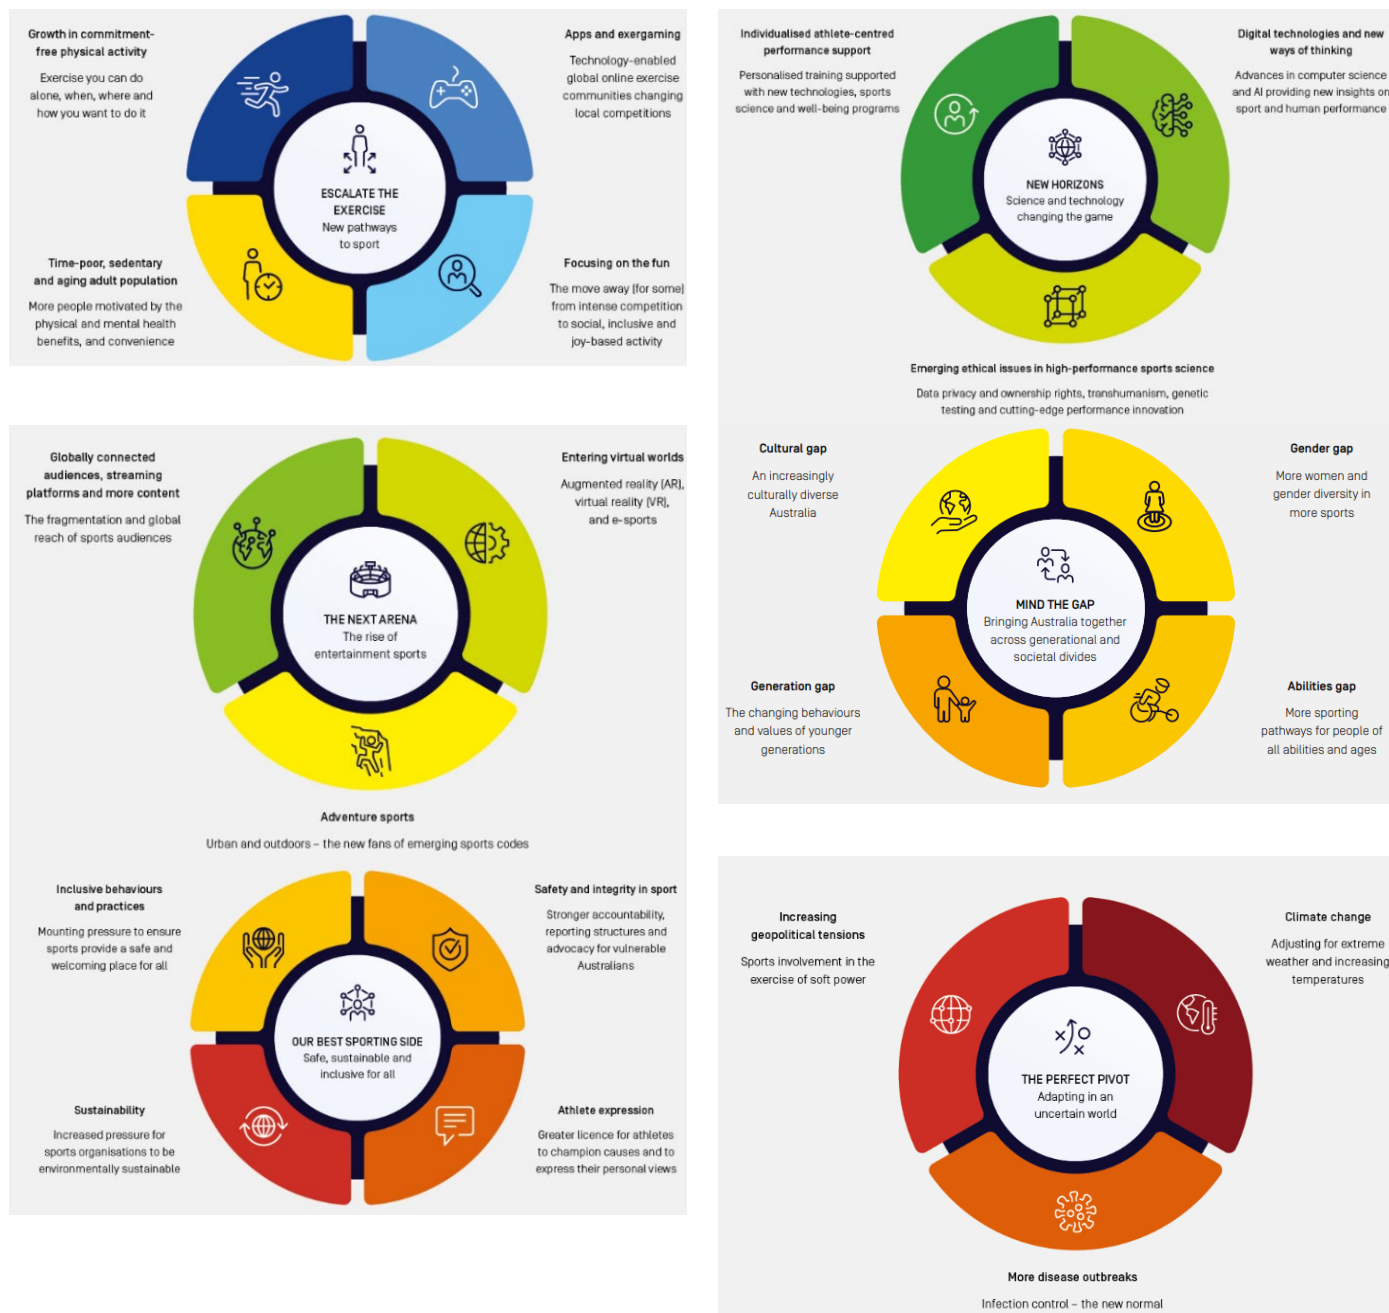 Growth in commitment-
free physical activity
Exercise you can do
alone, when, where and
how you want to do it
Apps and exergaming
Technology-enabled
global online exercise
communities changing
local competitions
ESCALATE THE
EXERCISE
New pathways
to sport
Time-poor, sedentary
and aging adult population
More people motivated by the
physical and mental health
benefits, and convenience
Focusing on the fun
The move away (for some)
from intense competition
to social, inclusive and
joy-based activity
Individualised athlete-centred
performance support
Personalised training supported
with new technologies, sports
science and well-being programs
Digital technologies and new
ways of thinking
Advances in computer science
and AI providing new insights on
sport and human performance
NEW HORIZONS
Science and technology
changing the game
Emerging ethical issues in high-performance sports science
Data privacy and ownership rights, transhumanism, genetic
testing and cutting-edge performance innovation
Globally connected
audiences, streaming
platforms and more content
The fragmentation and global
reach of sports audiences
Entering virtual worlds
Augmented reality (AR),
virtual reality (VR),
and e-sports
THE NEXT ARENA
The rise of
entertainment sports
Adventure sports
Urban and outdoors – the new fans of emerging sports codes
Cultural gap
An increasingly
culturally diverse
Australia
Gender gap
More women and
gender diversity in
more sports
MIND THE GAP
Bringing Australia together
across generational and
societal divides
Generation gap
The changing behaviours
and values of younger
generations
Abilities gap
More sporting
pathways for people of
all abilities and ages
Inclusive behaviours
and practices
Mounting pressure to ensure
sports provide a safe and
welcoming place for all
Safety and integrity in sport
Stronger accountability,
reporting structures and
advocacy for vulnerable
Australians
OUR BEST SPORTING SIDE
Safe, sustainable and
inclusive for all
Sustainability
Increased pressure for
sports organisations to be
environmentally sustainable
Athlete expression
Greater licence for athletes
to champion causes and to
express their personal views
Increasing
geopolitical tensions
Sports involvement in the
exercise of soft power
Climate change
Adjusting for extreme
weather and increasing
temperatures
THE PERFECT PIVOT
Adapting in an
uncertain world
More disease outbreaks
Infection control – the new normal